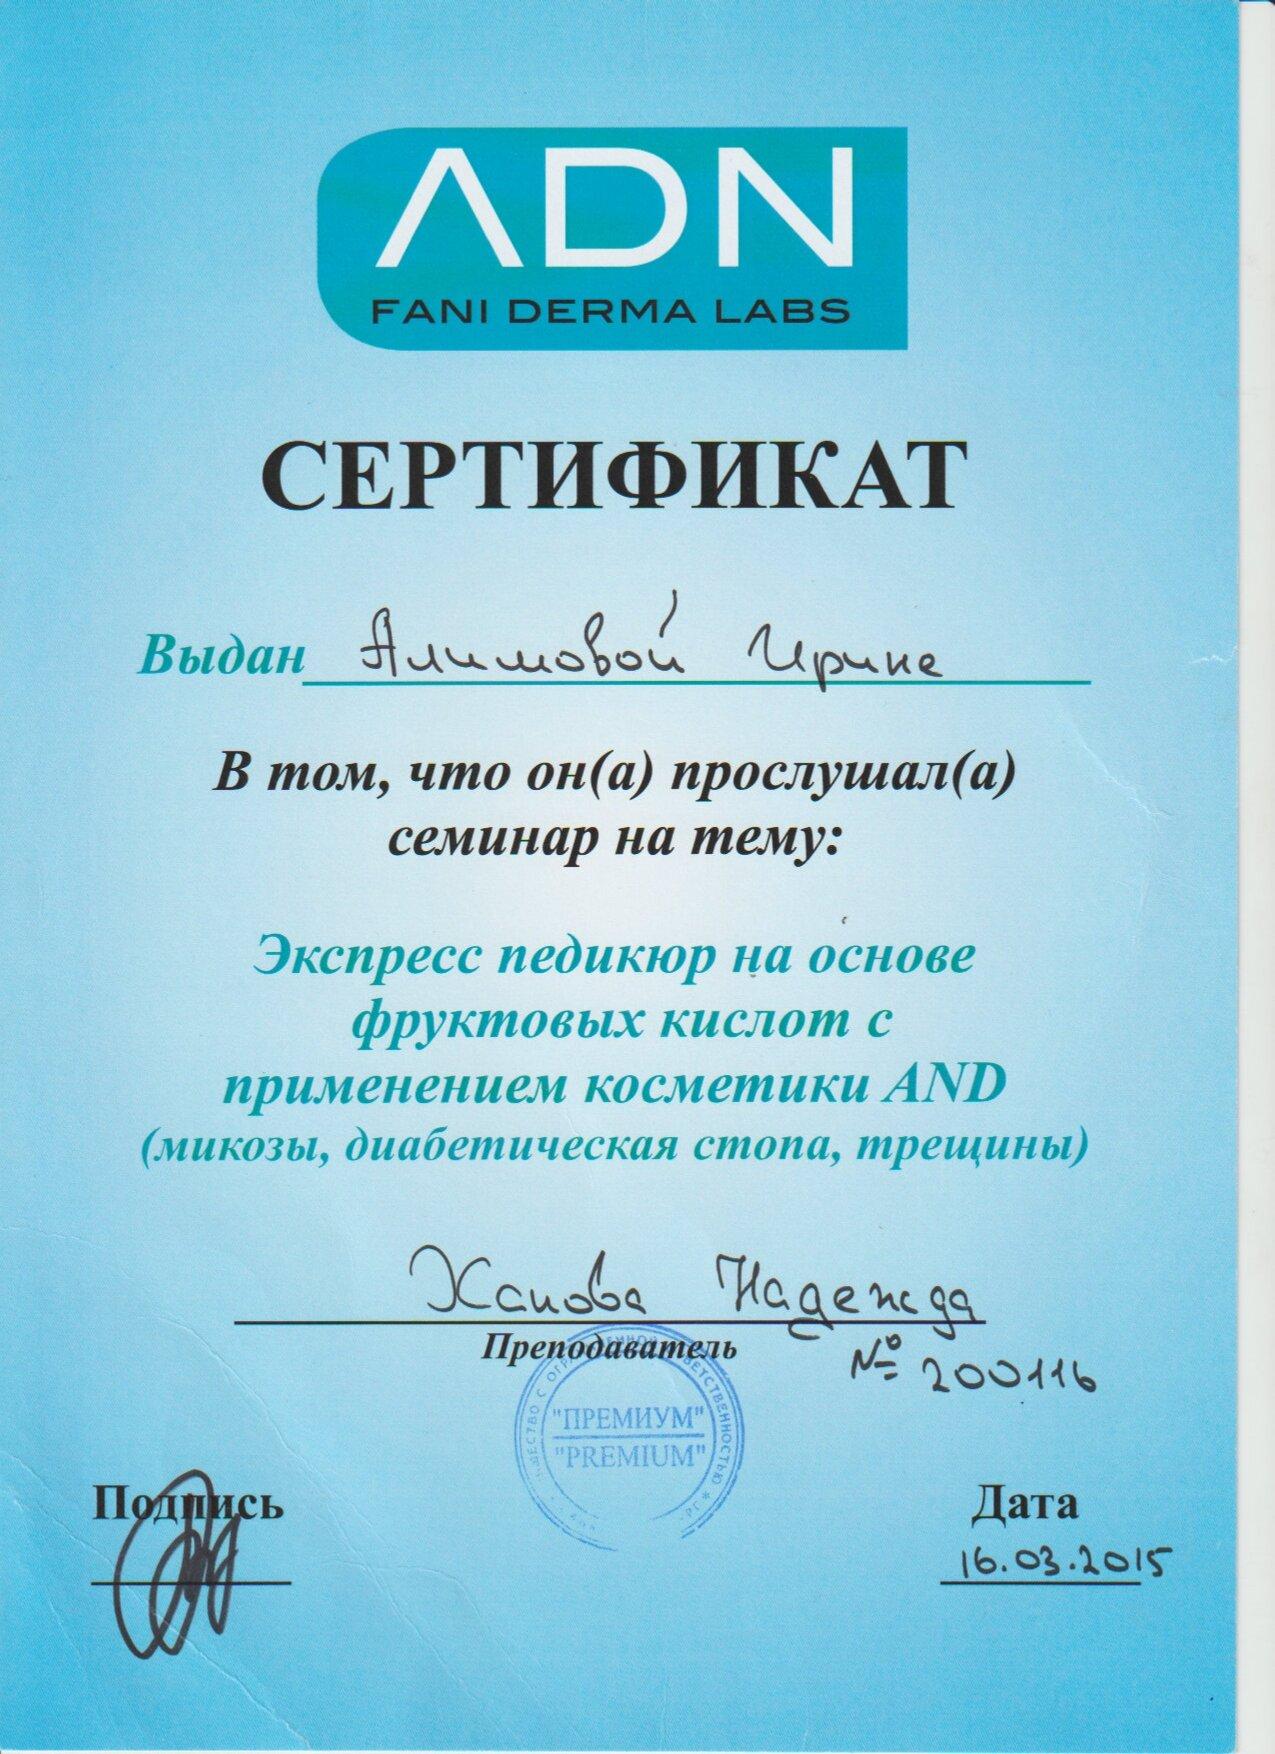 ADN
FANI DERMA LABS
СЕРТИФИКАТ
Выдан Алимовой Ирине
В том, что он(а) прослушал(а)
семинар на тему:
Экспресс педикюр на основе
фруктовых кислот с
применением косметики AND
(микозы, диабетическая стопа, трещины)
Ханова Надежда
Преподаватель
№ 200116
"ПРЕМИУМ"
"PREMIUM"
Подпись
Дата
16.03.2015